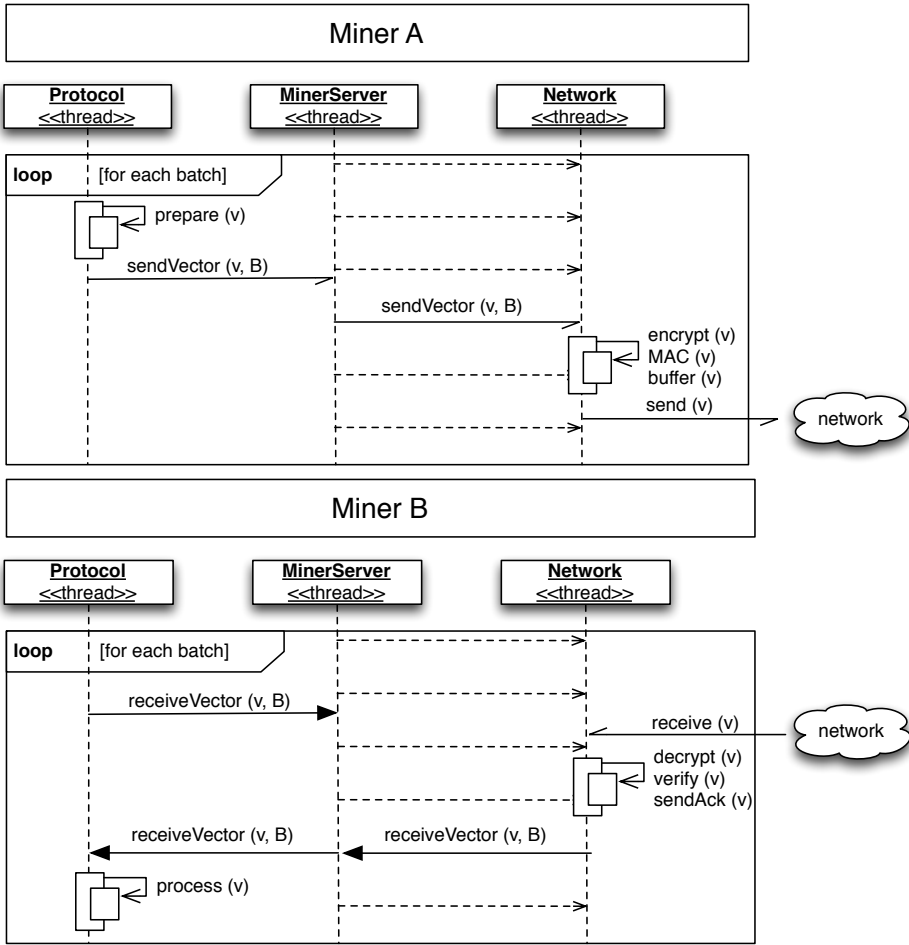 Miner A
Protocol
<<thread>>
MinerServer
<<thread>>
Network
<<thread>>
loop [for each batch]
prepare (v)
sendVector (v, B)
sendVector (v, B)
encrypt (v)
MAC (v)
buffer (v)
send (v)
network
Miner B
Protocol
<<thread>>
MinerServer
<<thread>>
Network
<<thread>>
loop [for each batch]
receiveVector (v, B)
receive (v)
network
decrypt (v)
verify (v)
sendAck (v)
receiveVector (v, B)
receiveVector (v, B)
process (v)